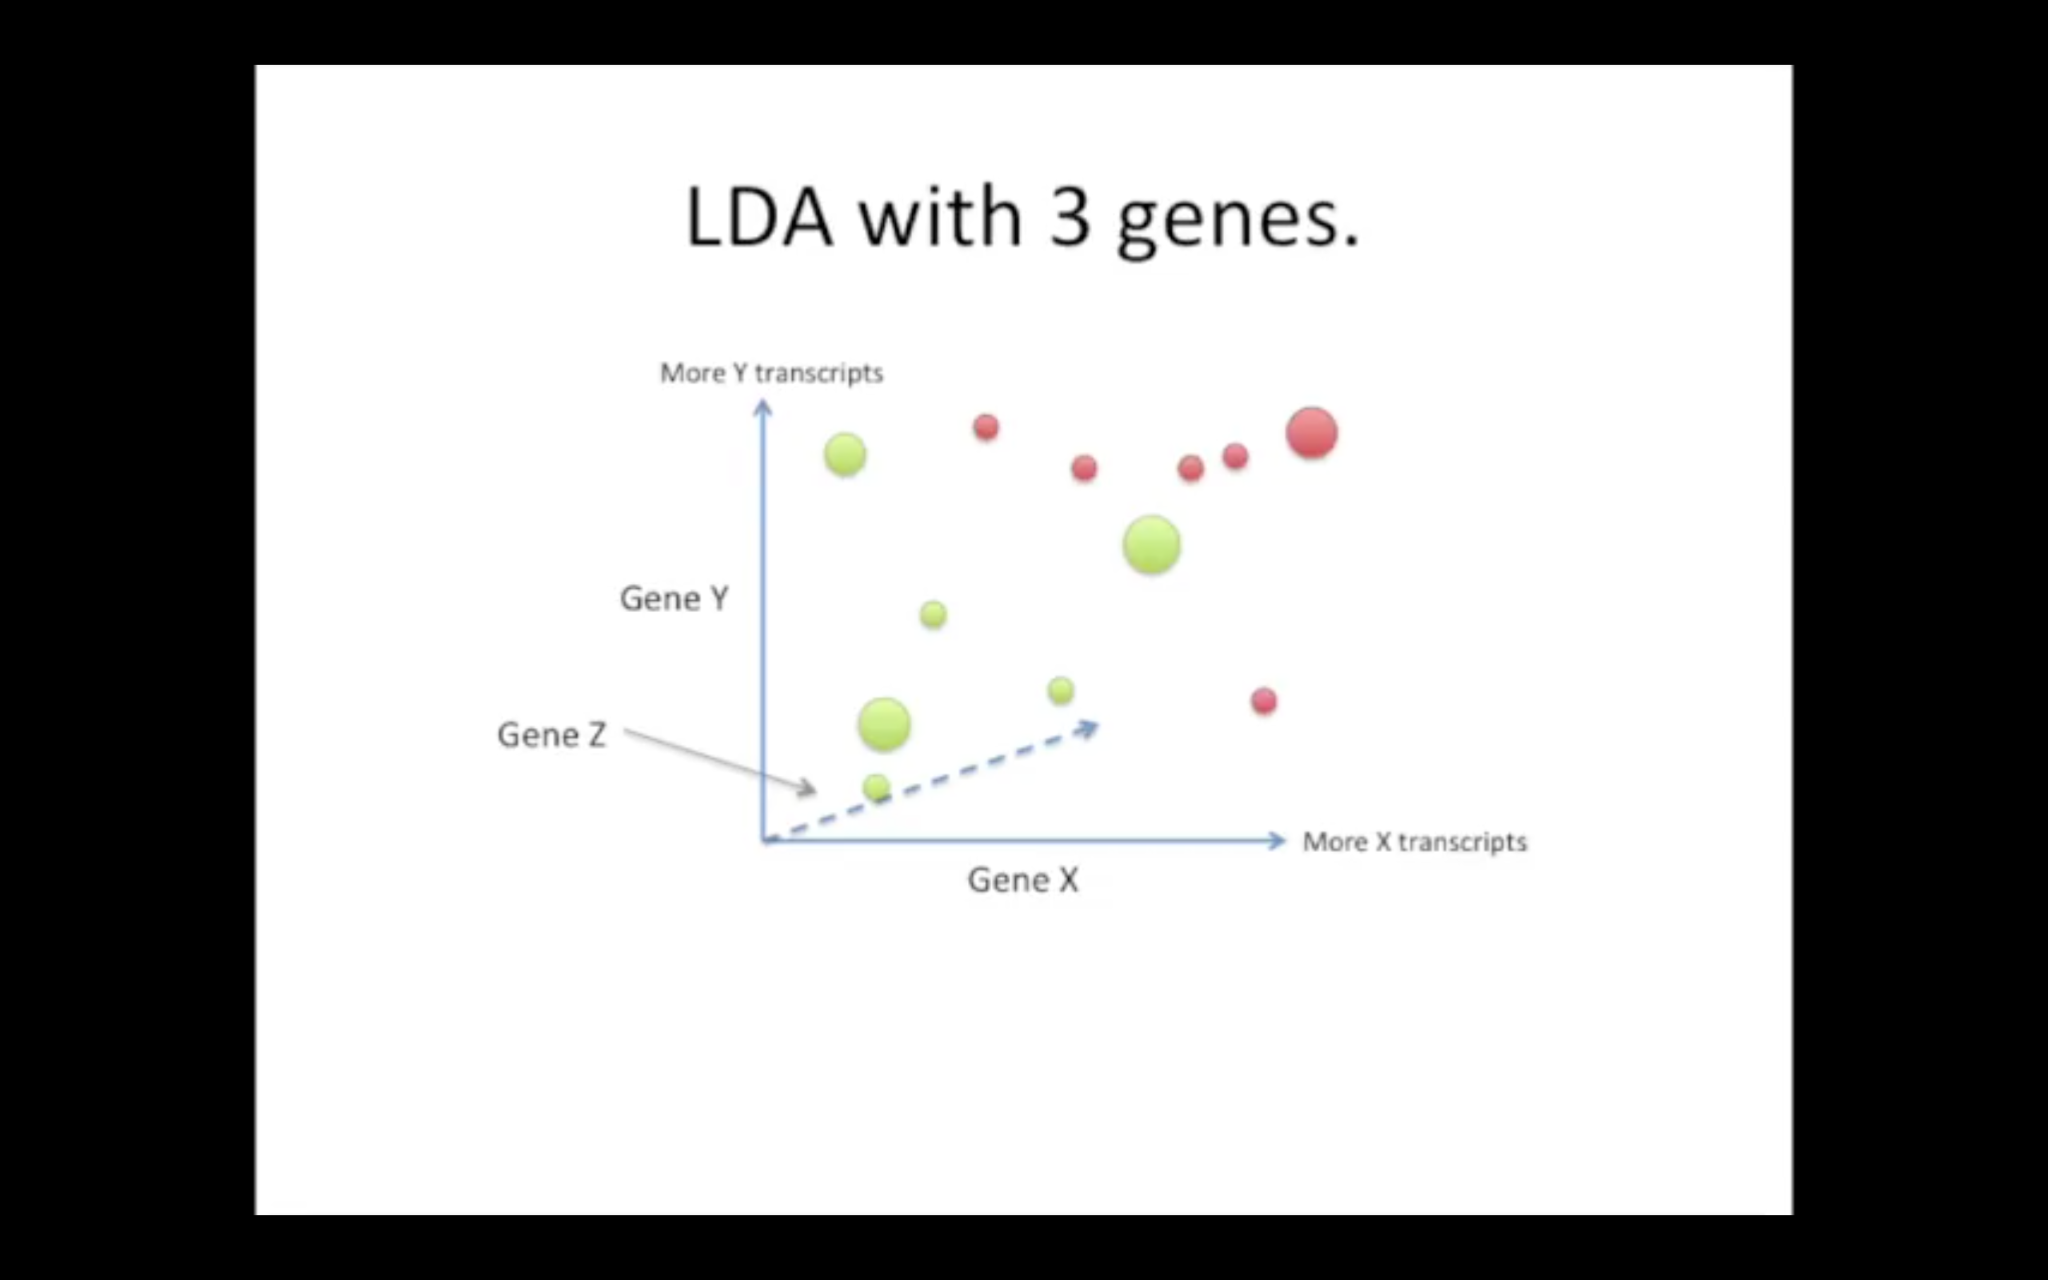 LDA with 3 genes.
More Y transcripts
Gene Y
Gene Z
More X transcripts
Gene X